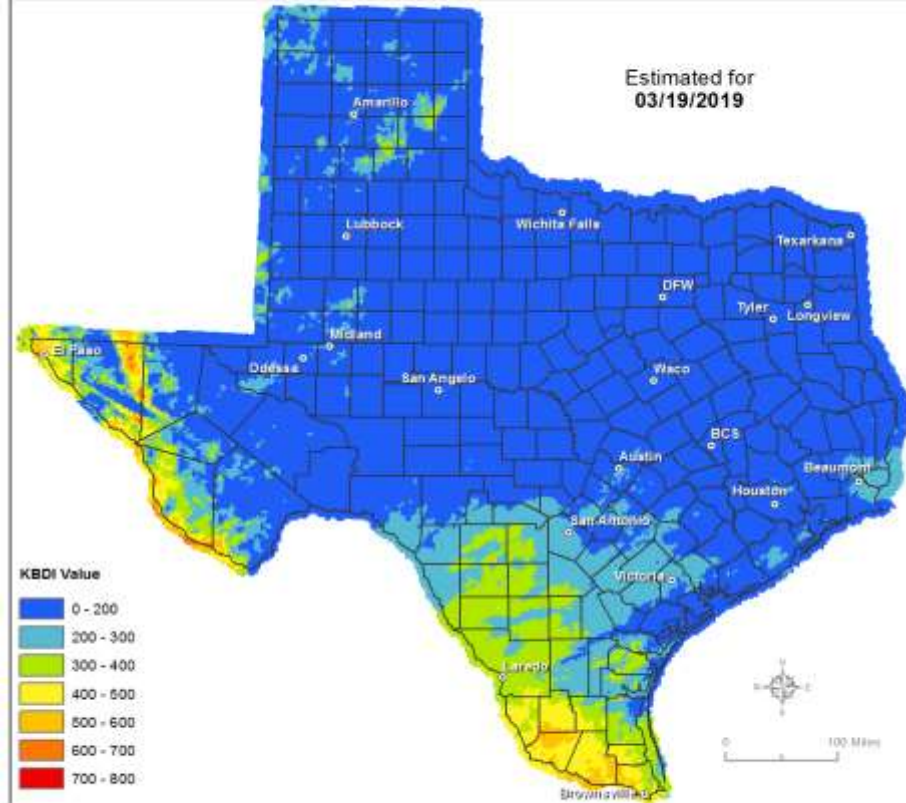 Estimated for
03/19/2019
Amarillo
Lubbock
Wichita Falls
Texarkana
DFW
Tyler
Longview
Midland
El Paso
Odessa
San Angelo
Waco
BCS
Austin
Beaumont
Houston
San Antonio
Victoria
Laredo
Brownsville
KBDI Value
0 - 200
200 - 300
300 - 400
400 - 500
500 - 600
600 - 700
700 - 800
0 100 Miles